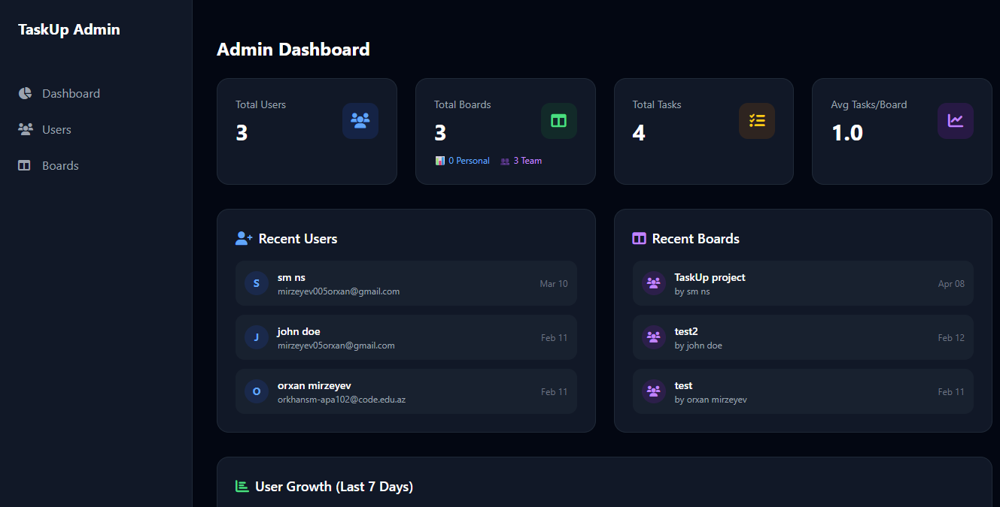 TaskUp Admin
Dashboard
Users
Boards
Admin Dashboard
Total Users
3
Total Boards
3
0 Personal
3 Team
Total Tasks
4
Avg Tasks/Board
1.0
Recent Users
S
sm ns
mirzeyev005orxan@gmail.com
Mar 10
J
john doe
mirzeyev05orxan@gmail.com
Feb 11
O
orxan mirzeyev
orkhansm-apa102@code.edu.az
Feb 11
Recent Boards
TaskUp project
by sm ns
Apr 08
test2
by john doe
Feb 12
test
by orxan mirzeyev
Feb 11
User Growth (Last 7 Days)